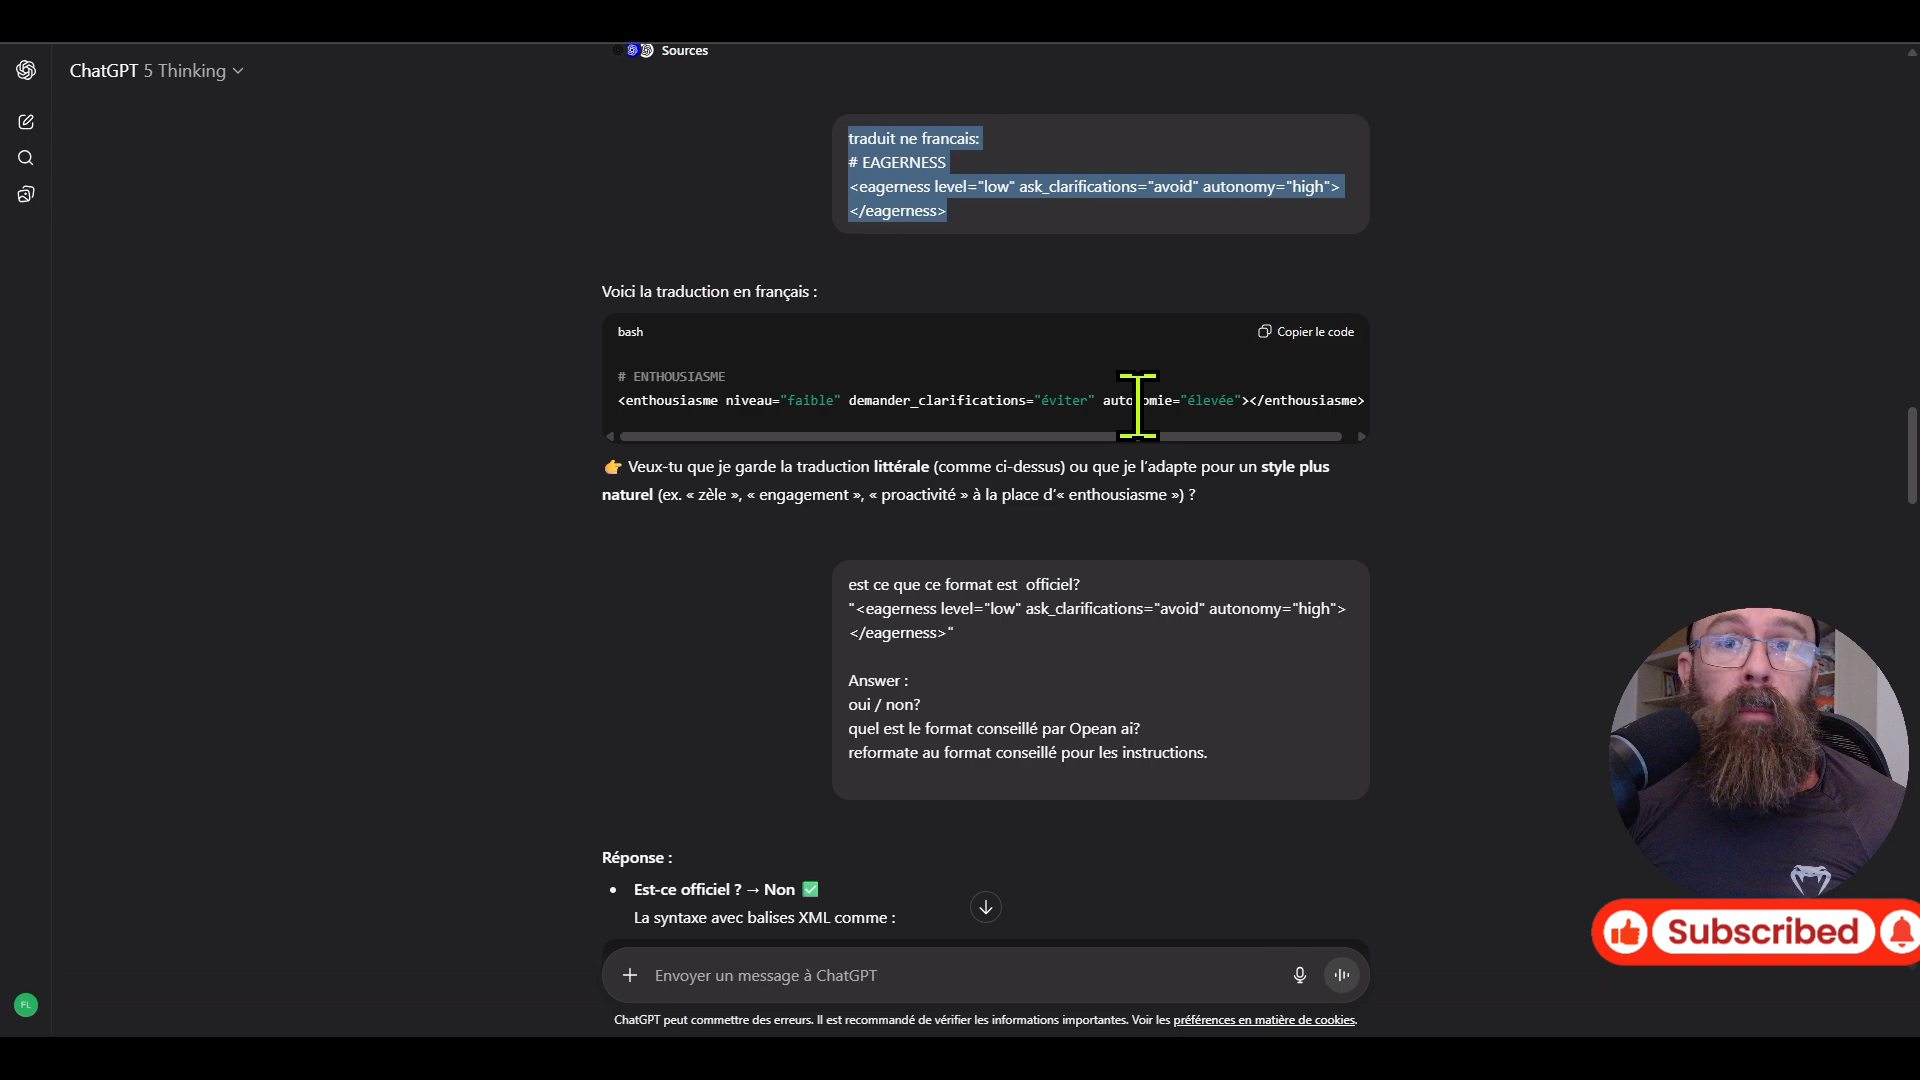 Sources
ChatGPT 5 Thinking
traduit ne francais:
# EAGERNESS
<eagerness level="low" ask_clarifications="avoid" autonomy="high">
</eagerness>
Voici la traduction en français :
bash
Copier le code
# ENTHOUSIASME
<enthousiasme niveau="faible" demander_clarifications="éviter" autonomie="élevée"></enthousiasme>
👉 Veux-tu que je garde la traduction littérale (comme ci-dessus) ou que je l’adapte pour un style plus
naturel (ex. « zèle », « engagement », « proactivité » à la place d’« enthousiasme ») ?
est ce que ce format est  officiel?
"<eagerness level="low" ask_clarifications="avoid" autonomy="high">
</eagerness>"
Answer :
oui / non?
quel est le format conseillé par Opean ai?
reformate au format conseillé pour les instructions.
Réponse :
• Est-ce officiel ? → Non ✅
La syntaxe avec balises XML comme :
Envoyer un message à ChatGPT
FL
ChatGPT peut commettre des erreurs. Il est recommandé de vérifier les informations importantes. Voir les préférences en matière de cookies.
Subscribed